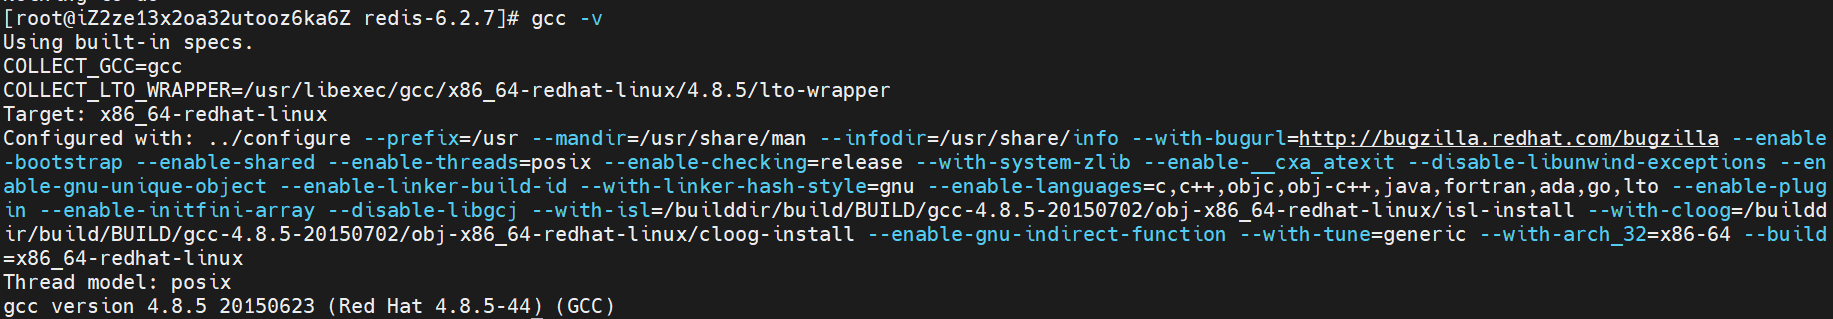 [root@iZ2ze13x2oa32utooz6ka6Z redis-6.2.7]# gcc -v
Using built-in specs.
COLLECT_GCC=gcc
COLLECT_LTO_WRAPPER=/usr/libexec/gcc/x86_64-redhat-linux/4.8.5/lto-wrapper
Target: x86_64-redhat-linux
Configured with: ../configure --prefix=/usr --mandir=/usr/share/man --infodir=/usr/share/info --with-bugurl=http://bugzilla.redhat.com/bugzilla --enable
-bootstrap --enable-shared --enable-threads=posix --enable-checking=release --with-system-zlib --enable-__cxa_atexit --disable-libunwind-exceptions --en
able-gnu-unique-object --enable-linker-build-id --with-linker-hash-style=gnu --enable-languages=c,c++,objc,obj-c++,java,fortran,ada,go,lto --enable-plug
in --enable-initfini-array --disable-libgcj --with-isl=/builddir/build/BUILD/gcc-4.8.5-20150702/obj-x86_64-redhat-linux/isl-install --with-cloog=/buildd
ir/build/BUILD/gcc-4.8.5-20150702/obj-x86_64-redhat-linux/cloog-install --enable-gnu-indirect-function --with-tune=generic --with-arch_32=x86-64 --build
=x86_64-redhat-linux
Thread model: posix
gcc version 4.8.5 20150623 (Red Hat 4.8.5-44) (GCC)